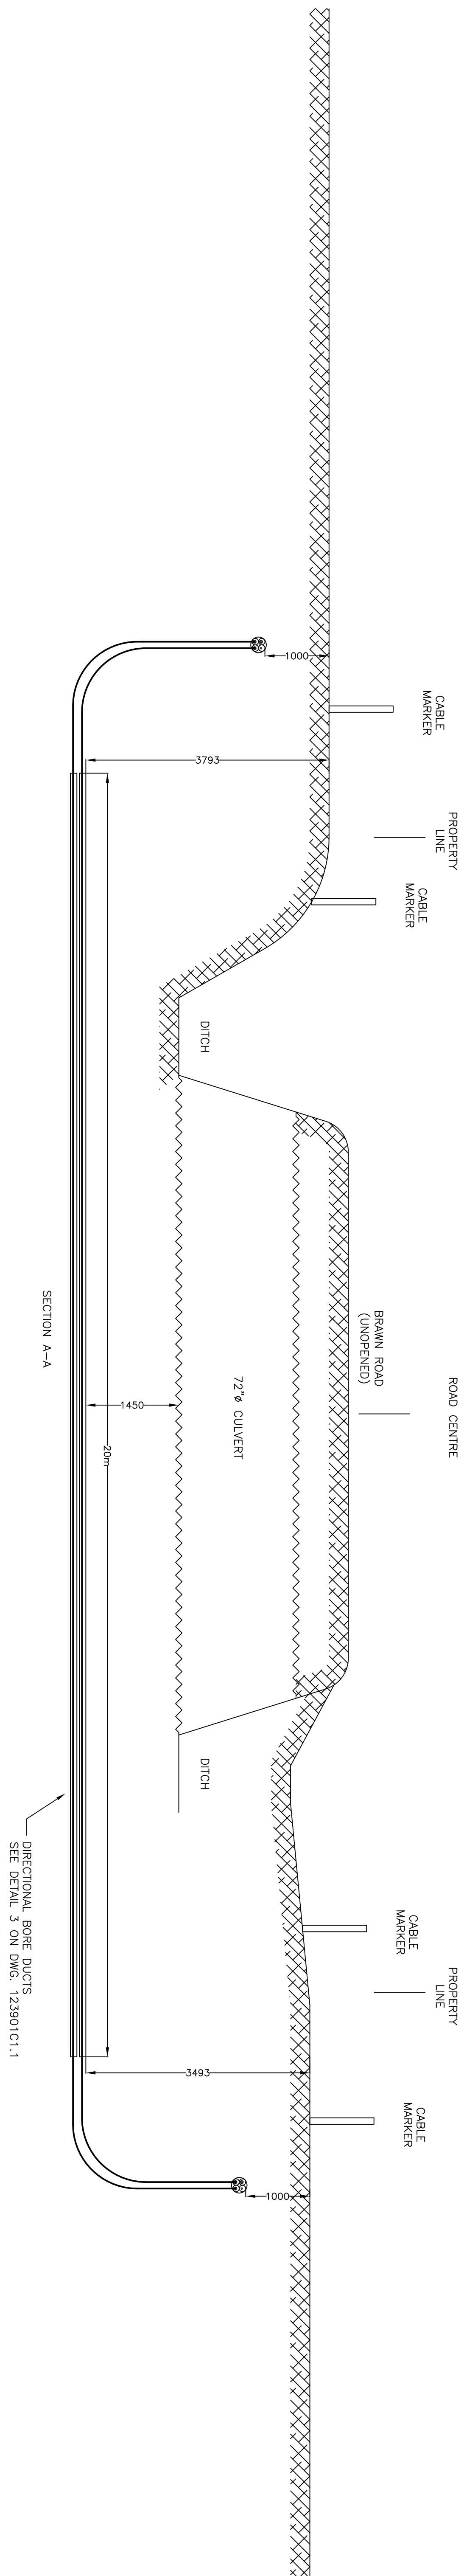 PROPERTY
LINE
ROAD CENTRE
PROPERTY
LINE
CABLE
MARKER
CABLE
MARKER
BRAWN ROAD
(UNOPENED)
CABLE
MARKER
CABLE
MARKER
1000
1000
DITCH
72"ø CULVERT
DITCH
3793
1450
3493
20m
SECTION A-A
DIRECTIONAL BORE DUCTS
SEE DETAIL 3 ON DWG. 123901C1.1